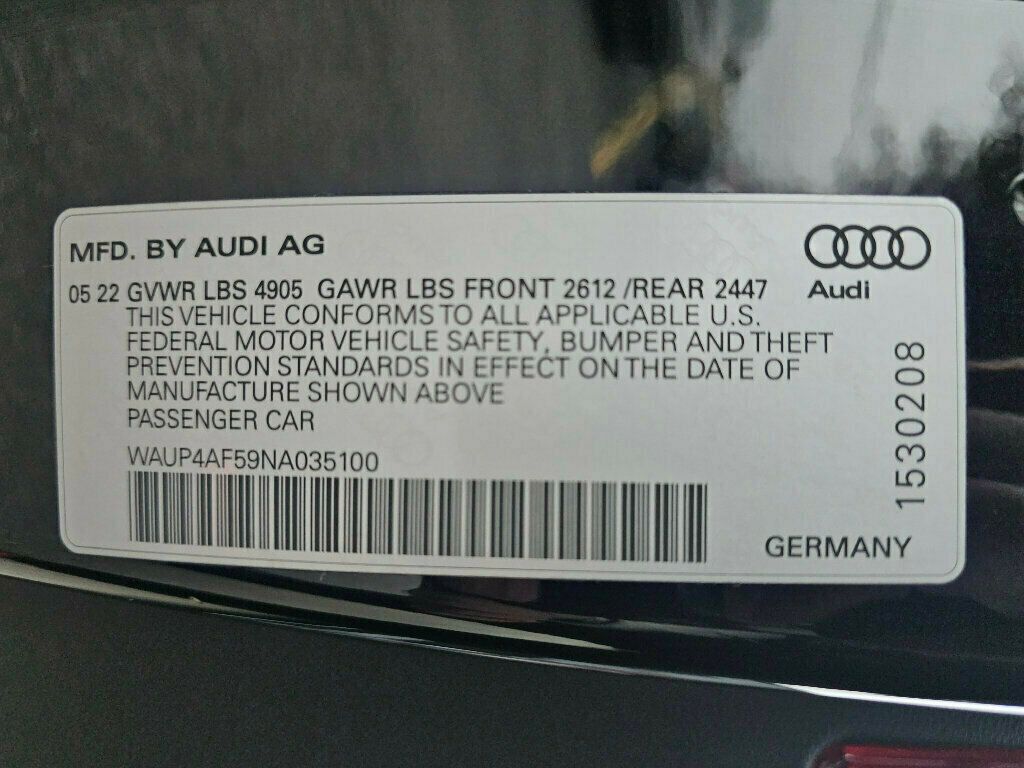 MFD. BY AUDI AG
Audi
05 22 GVWR LBS 4905 GAWR LBS FRONT 2612 /REAR 2447
THIS VEHICLE CONFORMS TO ALL APPLICABLE U.S.
FEDERAL MOTOR VEHICLE SAFETY, BUMPER AND THEFT
PREVENTION STANDARDS IN EFFECT ON THE DATE OF
MANUFACTURE SHOWN ABOVE
PASSENGER CAR
WAUP4AF59NA035100
1530208
GERMANY